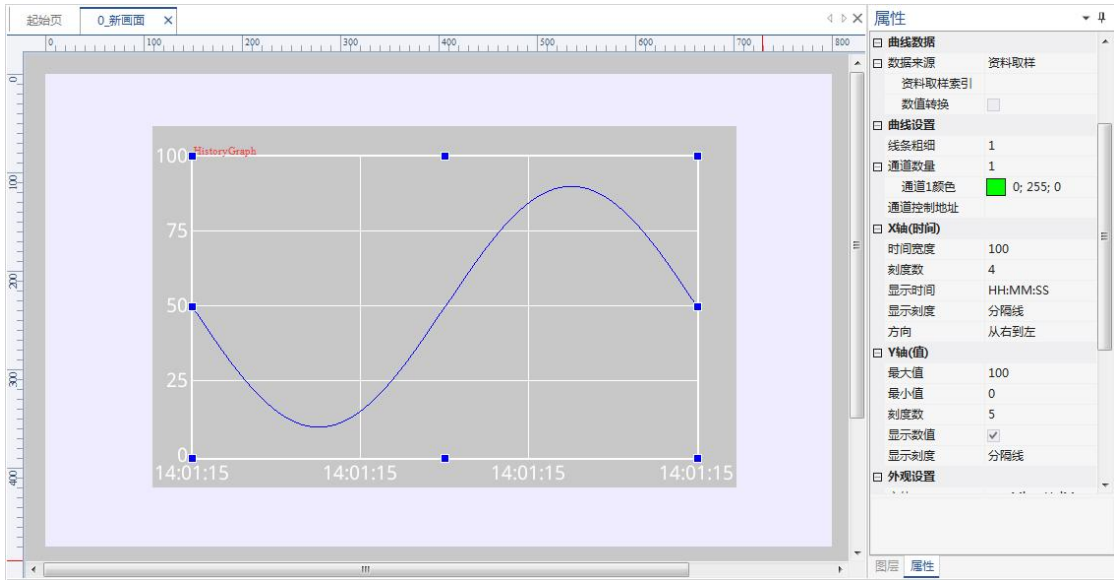 起始页 0_新画面
0 100 200 300 400 500 600 700 800
0
100
200
300
400
HistoryGraph
100
75
50
25
0
14:01:15 14:01:15 14:01:15 14:01:15
属性
曲线数据
数据来源 资料取样
资料取样索引
数值转换
曲线设置
线条粗细 1
通道数量 1
通道1颜色 0; 255; 0
通道控制地址
X轴(时间)
时间宽度 100
刻度数 4
显示时间 HH:MM:SS
显示刻度 分隔线
方向 从右到左
Y轴(值)
最大值 100
最小值 0
刻度数 5
显示数值
显示刻度 分隔线
外观设置
图层 属性